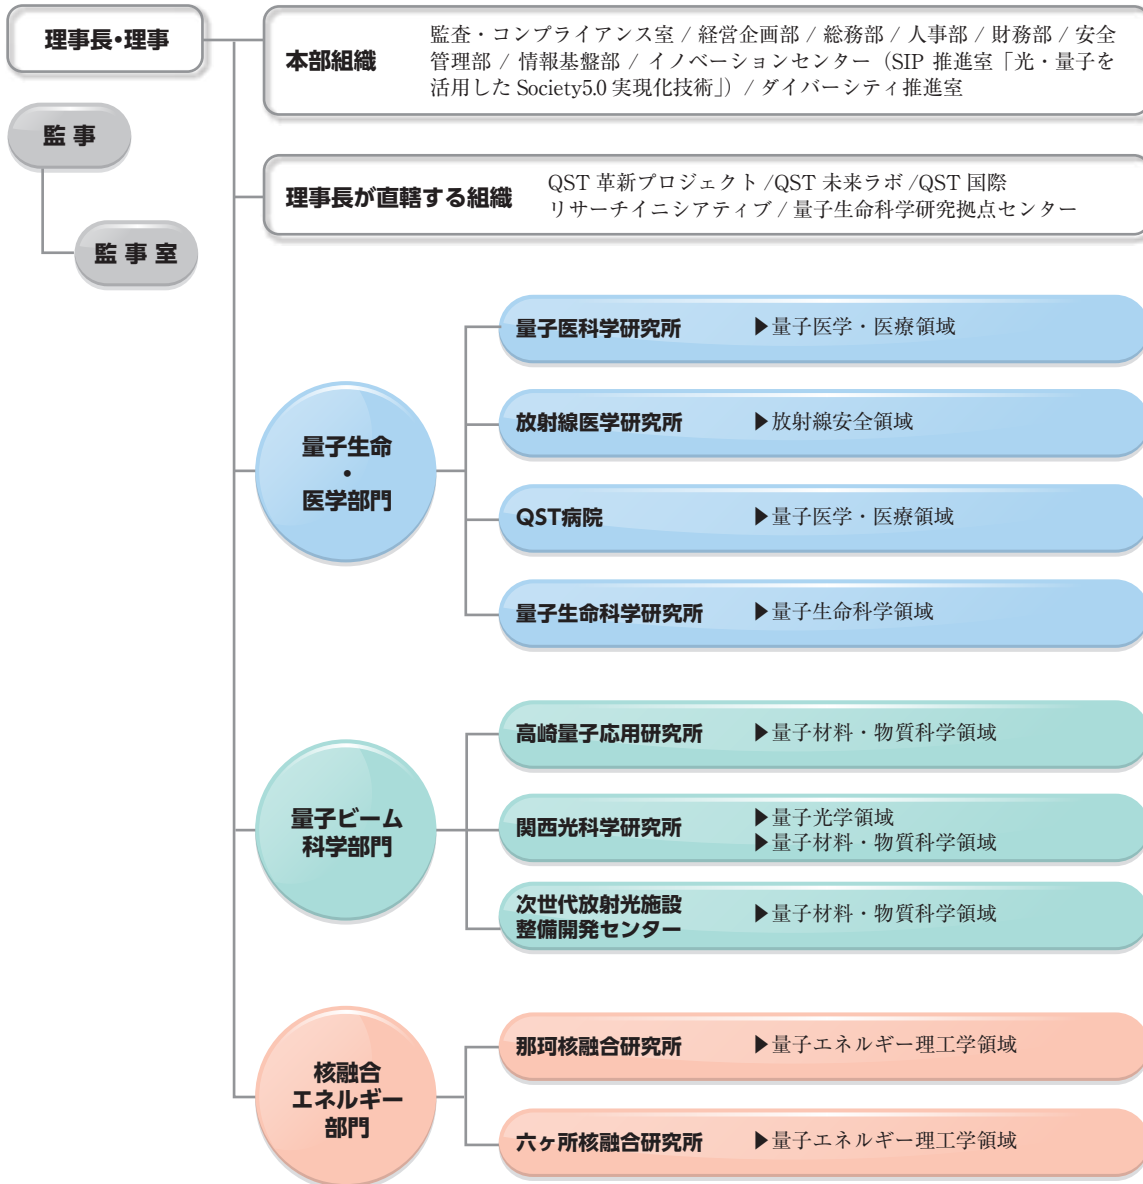 理事長・理事
監 事
監 事 室
本部組織
監査・コンプライアンス室 / 経営企画部 / 総務部 / 人事部 / 財務部 / 安全
管理部 / 情報基盤部 / イノベーションセンター（SIP 推進室「光・量子を
活用した Society5.0 実現化技術」）/ ダイバーシティ推進室
理事長が直轄する組織
QST 革新プロジェクト /QST 未来ラボ /QST 国際
リサーチイニシアティブ / 量子生命科学研究拠点センター
量子生命
・
医学部門
量子医科学研究所
▶量子医学・医療領域
放射線医学研究所
▶放射線安全領域
QST病院
▶量子医学・医療領域
量子生命科学研究所
▶量子生命科学領域
量子ビーム
科学部門
高崎量子応用研究所
▶量子材料・物質科学領域
関西光科学研究所
▶量子光学領域
▶量子材料・物質科学領域
次世代放射光施設
整備開発センター
▶量子材料・物質科学領域
核融合
エネルギー
部門
那珂核融合研究所
▶量子エネルギー理工学領域
六ヶ所核融合研究所
▶量子エネルギー理工学領域